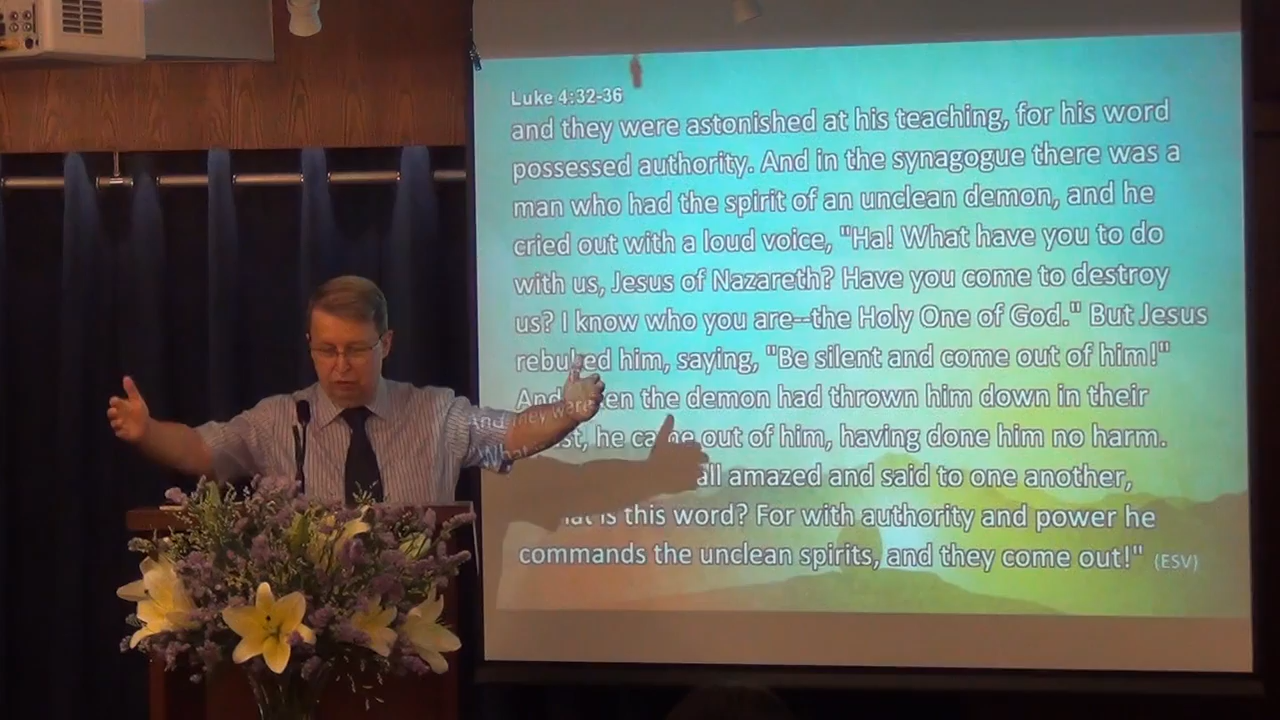 Luke 4:32-36
and they were astonished at his teaching, for his word
possessed authority. And in the synagogue there was a
man who had the spirit of an unclean demon, and he
cried out with a loud voice, "Ha! What have you to do
with us, Jesus of Nazareth? Have you come to destroy
us? I know who you are--the Holy One of God." But Jesus
rebuked him, saying, "Be silent and come out of him!"
And the demon had thrown him down in their
he came out of him, having done him no harm.
And they were all amazed and said to one another,
"What is this word? For with authority and power he
commands the unclean spirits, and they come out!" (ESV)